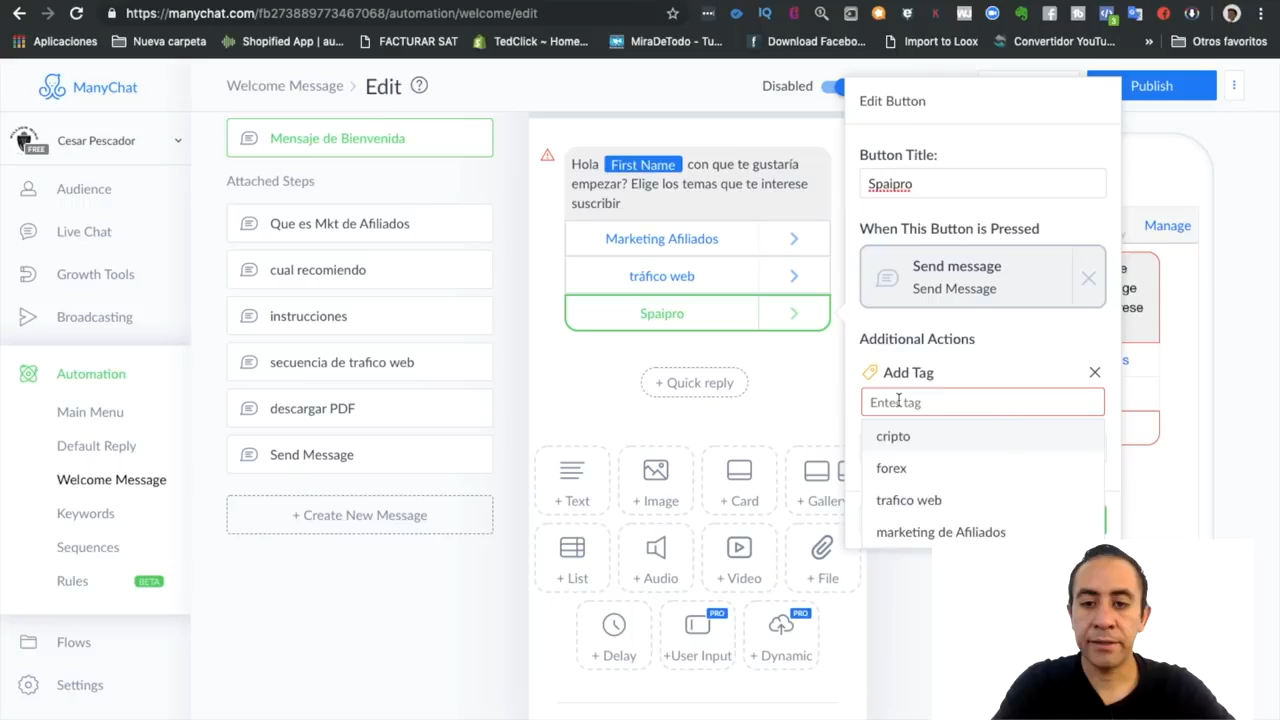 https://manychat.com/fb273889773467068/automation/welcome/edit
Aplicaciones
Nueva carpeta
Shopified App | au...
FACTURAR SAT
TedClick ~ Home...
MiraDeTodo - Tu...
Download Facebo...
Import to Loox
Convertidor YouTu...
»
Otros favoritos
ManyChat
Welcome Message > Edit
Disabled
Publish
Cesar Pescador
FREE
Audience
Live Chat
Growth Tools
Broadcasting
Automation
Main Menu
Default Reply
Welcome Message
Keywords
Sequences
Rules BETA
Flows
Settings
Mensaje de Bienvenida
Attached Steps
Que es Mkt de Afiliados
cual recomiendo
instrucciones
secuencia de trafico web
descargar PDF
Send Message
+ Create New Message
Hola First Name con que te gustaría
empezar? Elige los temas que te interese
suscribir
Marketing Afiliados
tráfico web
Spaipro
+ Quick reply
+ Text
+ Image
+ Card
+ Gallery
+ List
+ Audio
+ Video
+ File
+ Delay
PRO
+User Input
PRO
+ Dynamic
Edit Button
Button Title:
Spaipro
When This Button is Pressed
Send message
Send Message
Additional Actions
Add Tag
Enter tag
cripto
forex
trafico web
marketing de Afiliados
Manage